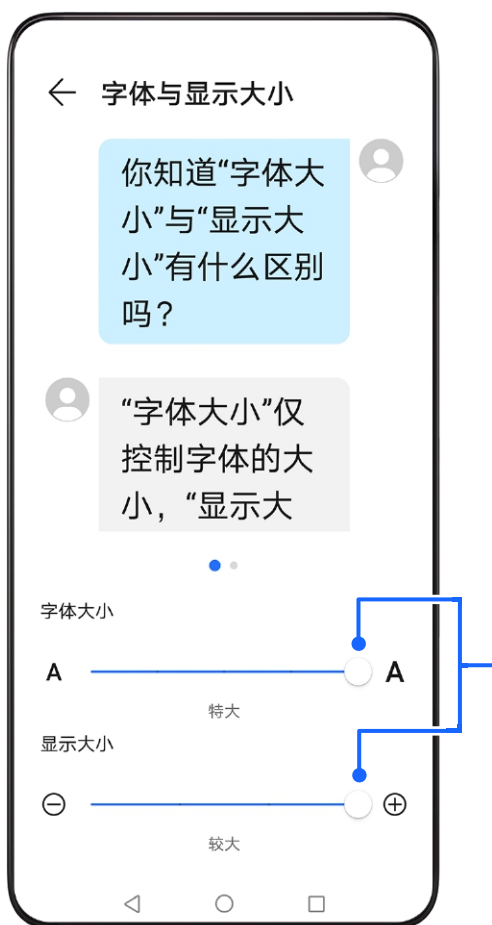 字体与显示大小
你知道“字体大
小”与“显示大
小”有什么区别
吗？
“字体大小”仅
控制字体的大
小，“显示大
字体大小
A A
特大
显示大小
较大